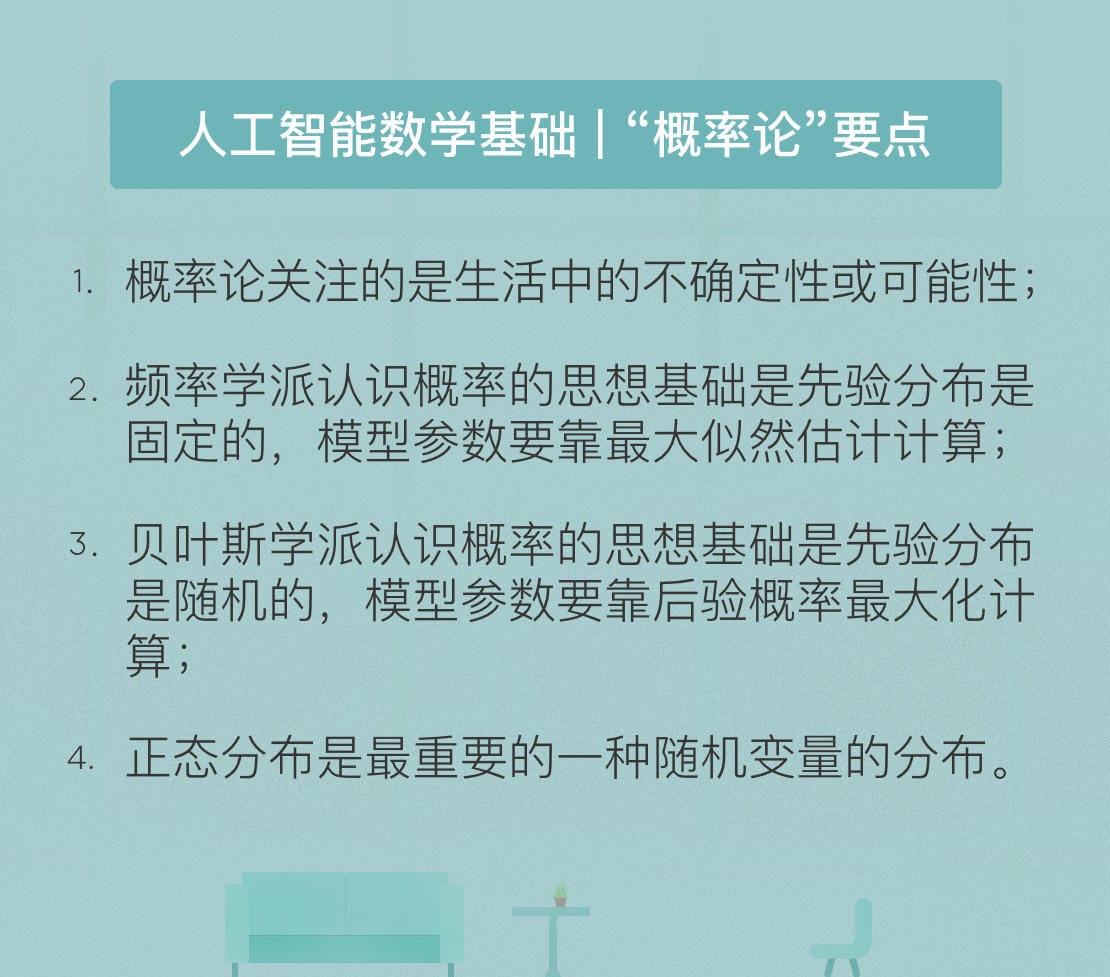 人工智能数学基础 | “概率论”要点
1. 概率论关注的是生活中的不确定性或可能性；
2. 频率学派认识概率的思想基础是先验分布是
固定的，模型参数要靠最大似然估计计算；
3. 贝叶斯学派认识概率的思想基础是先验分布
是随机的，模型参数要靠后验概率最大化计
算；
4. 正态分布是最重要的一种随机变量的分布。